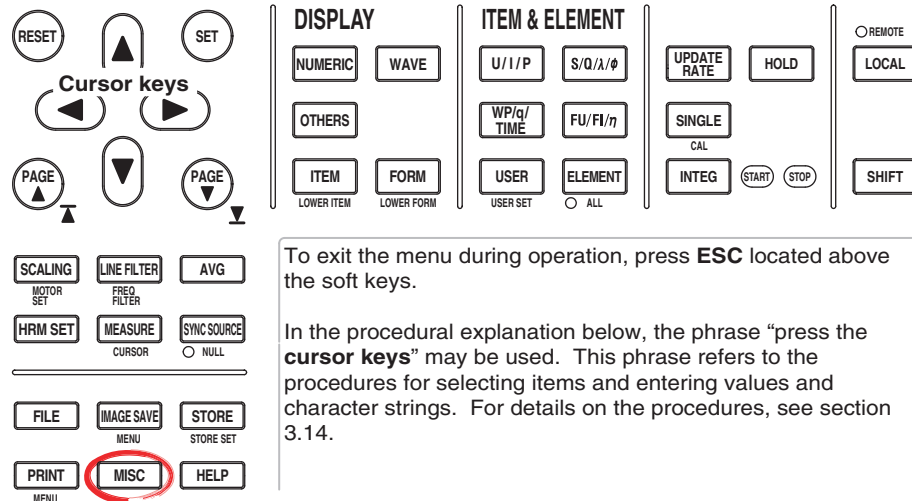 RESET
SET
Cursor keys
PAGE
PAGE
DISPLAY
NUMERIC
WAVE
OTHERS
ITEM
FORM
LOWER ITEM
LOWER FORM
ITEM & ELEMENT
U / I / P
S/Q/λ/ø
WP/q/
TIME
FU/FI/η
USER
ELEMENT
USER SET
ALL
UPDATE
RATE
HOLD
SINGLE
CAL
INTEG
START
STOP
REMOTE
LOCAL
SHIFT
SCALING
LINE FILTER
AVG
MOTOR
SET
FREQ
FILTER
HRM SET
MEASURE
SYNC SOURCE
CURSOR
NULL
FILE
IMAGE SAVE
STORE
MENU
STORE SET
PRINT
MISC
HELP
MENU
To exit the menu during operation, press ESC located above
the soft keys.
In the procedural explanation below, the phrase “press the
cursor keys” may be used. This phrase refers to the
procedures for selecting items and entering values and
character strings. For details on the procedures, see section
3.14.